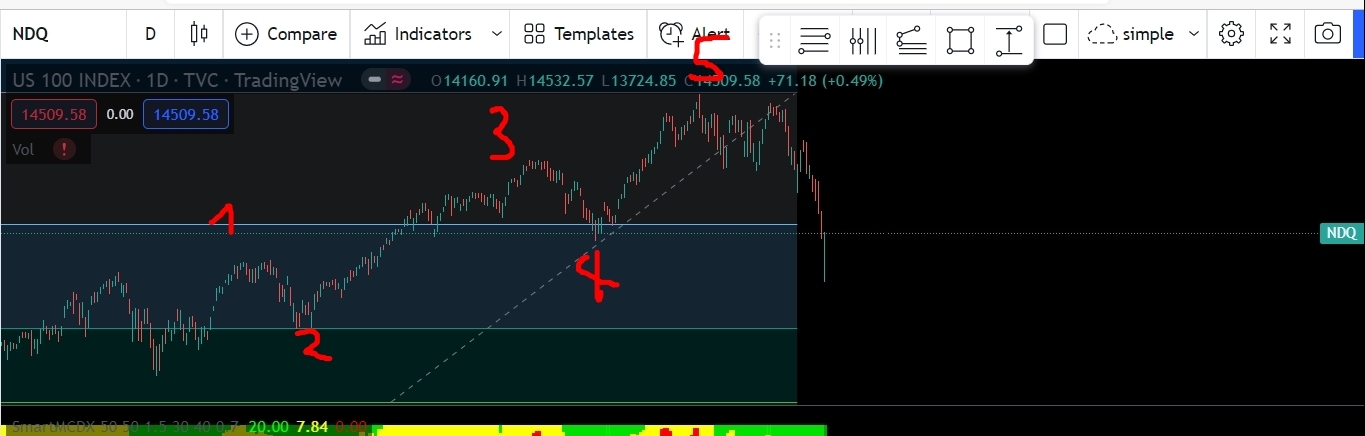 NDQ D Compare Indicators Templates Alert simple
US 100 INDEX · 1D · TVC · TradingView O14160.91 H14532.57 L13724.85 C14509.58 +71.18 (+0.49%)
14509.58 0.00 14509.58
Vol !
5
3
1
NDQ
4
2
SmartMCDX 50 50 1.5 30 40 0.7 20.00 7.84 0.00